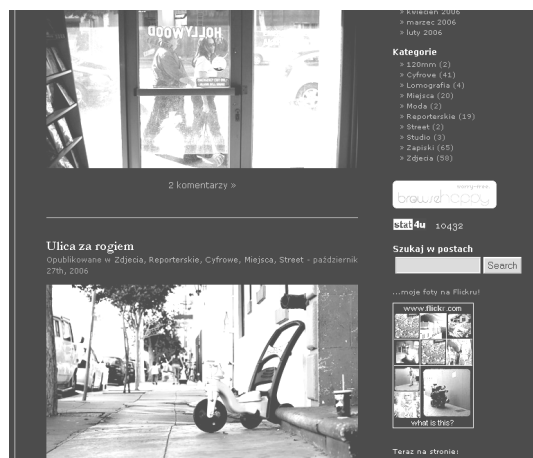 HOLLYWOOD
2 komentarzy »
Ulica za rogiem
Opublikowane w Zdjecia, Reporterskie, Cyfrowe, Miejsca, Street - październik
27th, 2006
» kwiecień 2006
» marzec 2006
» luty 2006
Kategorie
» 120mm (2)
» Cyfrowe (41)
» Lomografia (4)
» Miejsca (20)
» Moda (2)
» Reporterskie (19)
» Street (2)
» Studio (3)
» Zapiski (65)
» Zdjecia (58)
browsehappy
stat4u 10432
Szukaj w postach
Search
...moje foty na Flickru!
www.flickr.com
what is this?
Teraz na stronie: